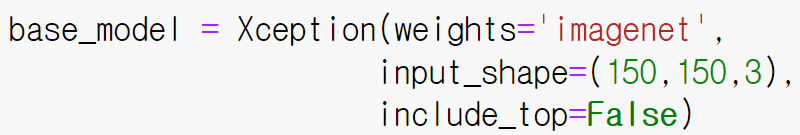 base_model = Xception(weights='imagenet',
                      input_shape=(150,150,3),
                      include_top=False)